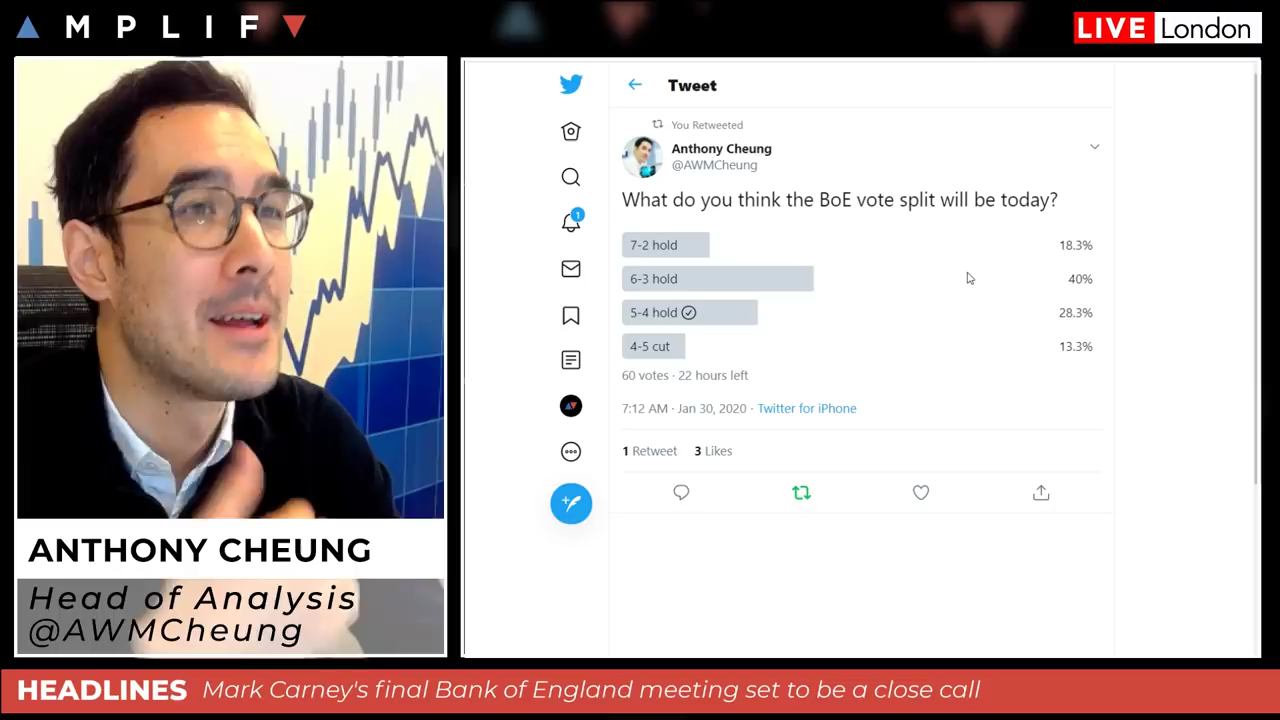 AMPLIFY
LIVE London
Tweet
You Retweeted
Anthony Cheung
@AWMCheung
What do you think the BoE vote split will be today?
7-2 hold 18.3%
6-3 hold 40%
5-4 hold 28.3%
4-5 cut 13.3%
60 votes · 22 hours left
7:12 AM · Jan 30, 2020 · Twitter for iPhone
1 Retweet 3 Likes
1
ANTHONY CHEUNG
Head of Analysis
@AWMCheung
HEADLINES Mark Carney's final Bank of England meeting set to be a close call